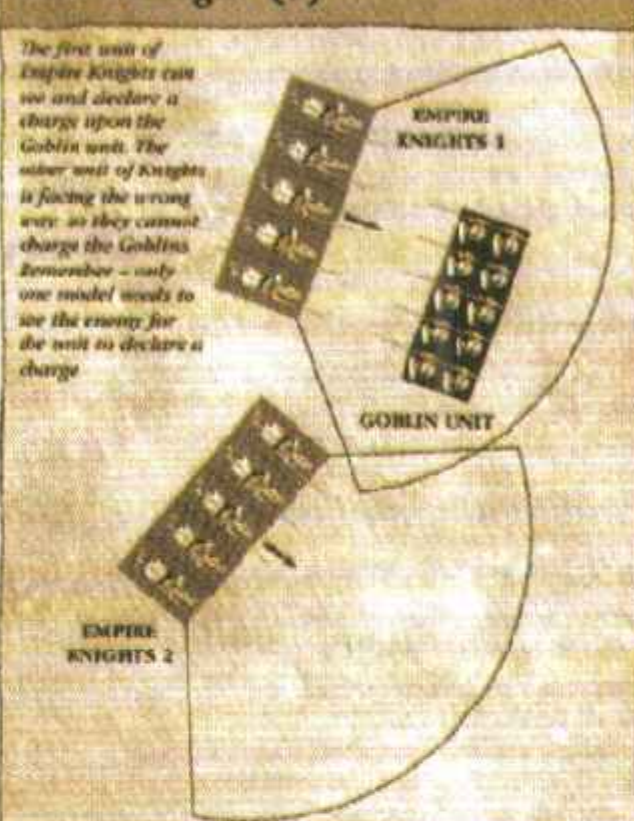 The first unit of
Empire Knights can
see and declare a
charge upon the
Goblin unit. The
other unit of Knights
is facing the wrong
way so they cannot
charge the Goblins
Remember – only
one model needs to
see the enemy for
the unit to declare a
charge
EMPIRE
KNIGHTS 1
GOBLIN UNIT
EMPIRE
KNIGHTS 2